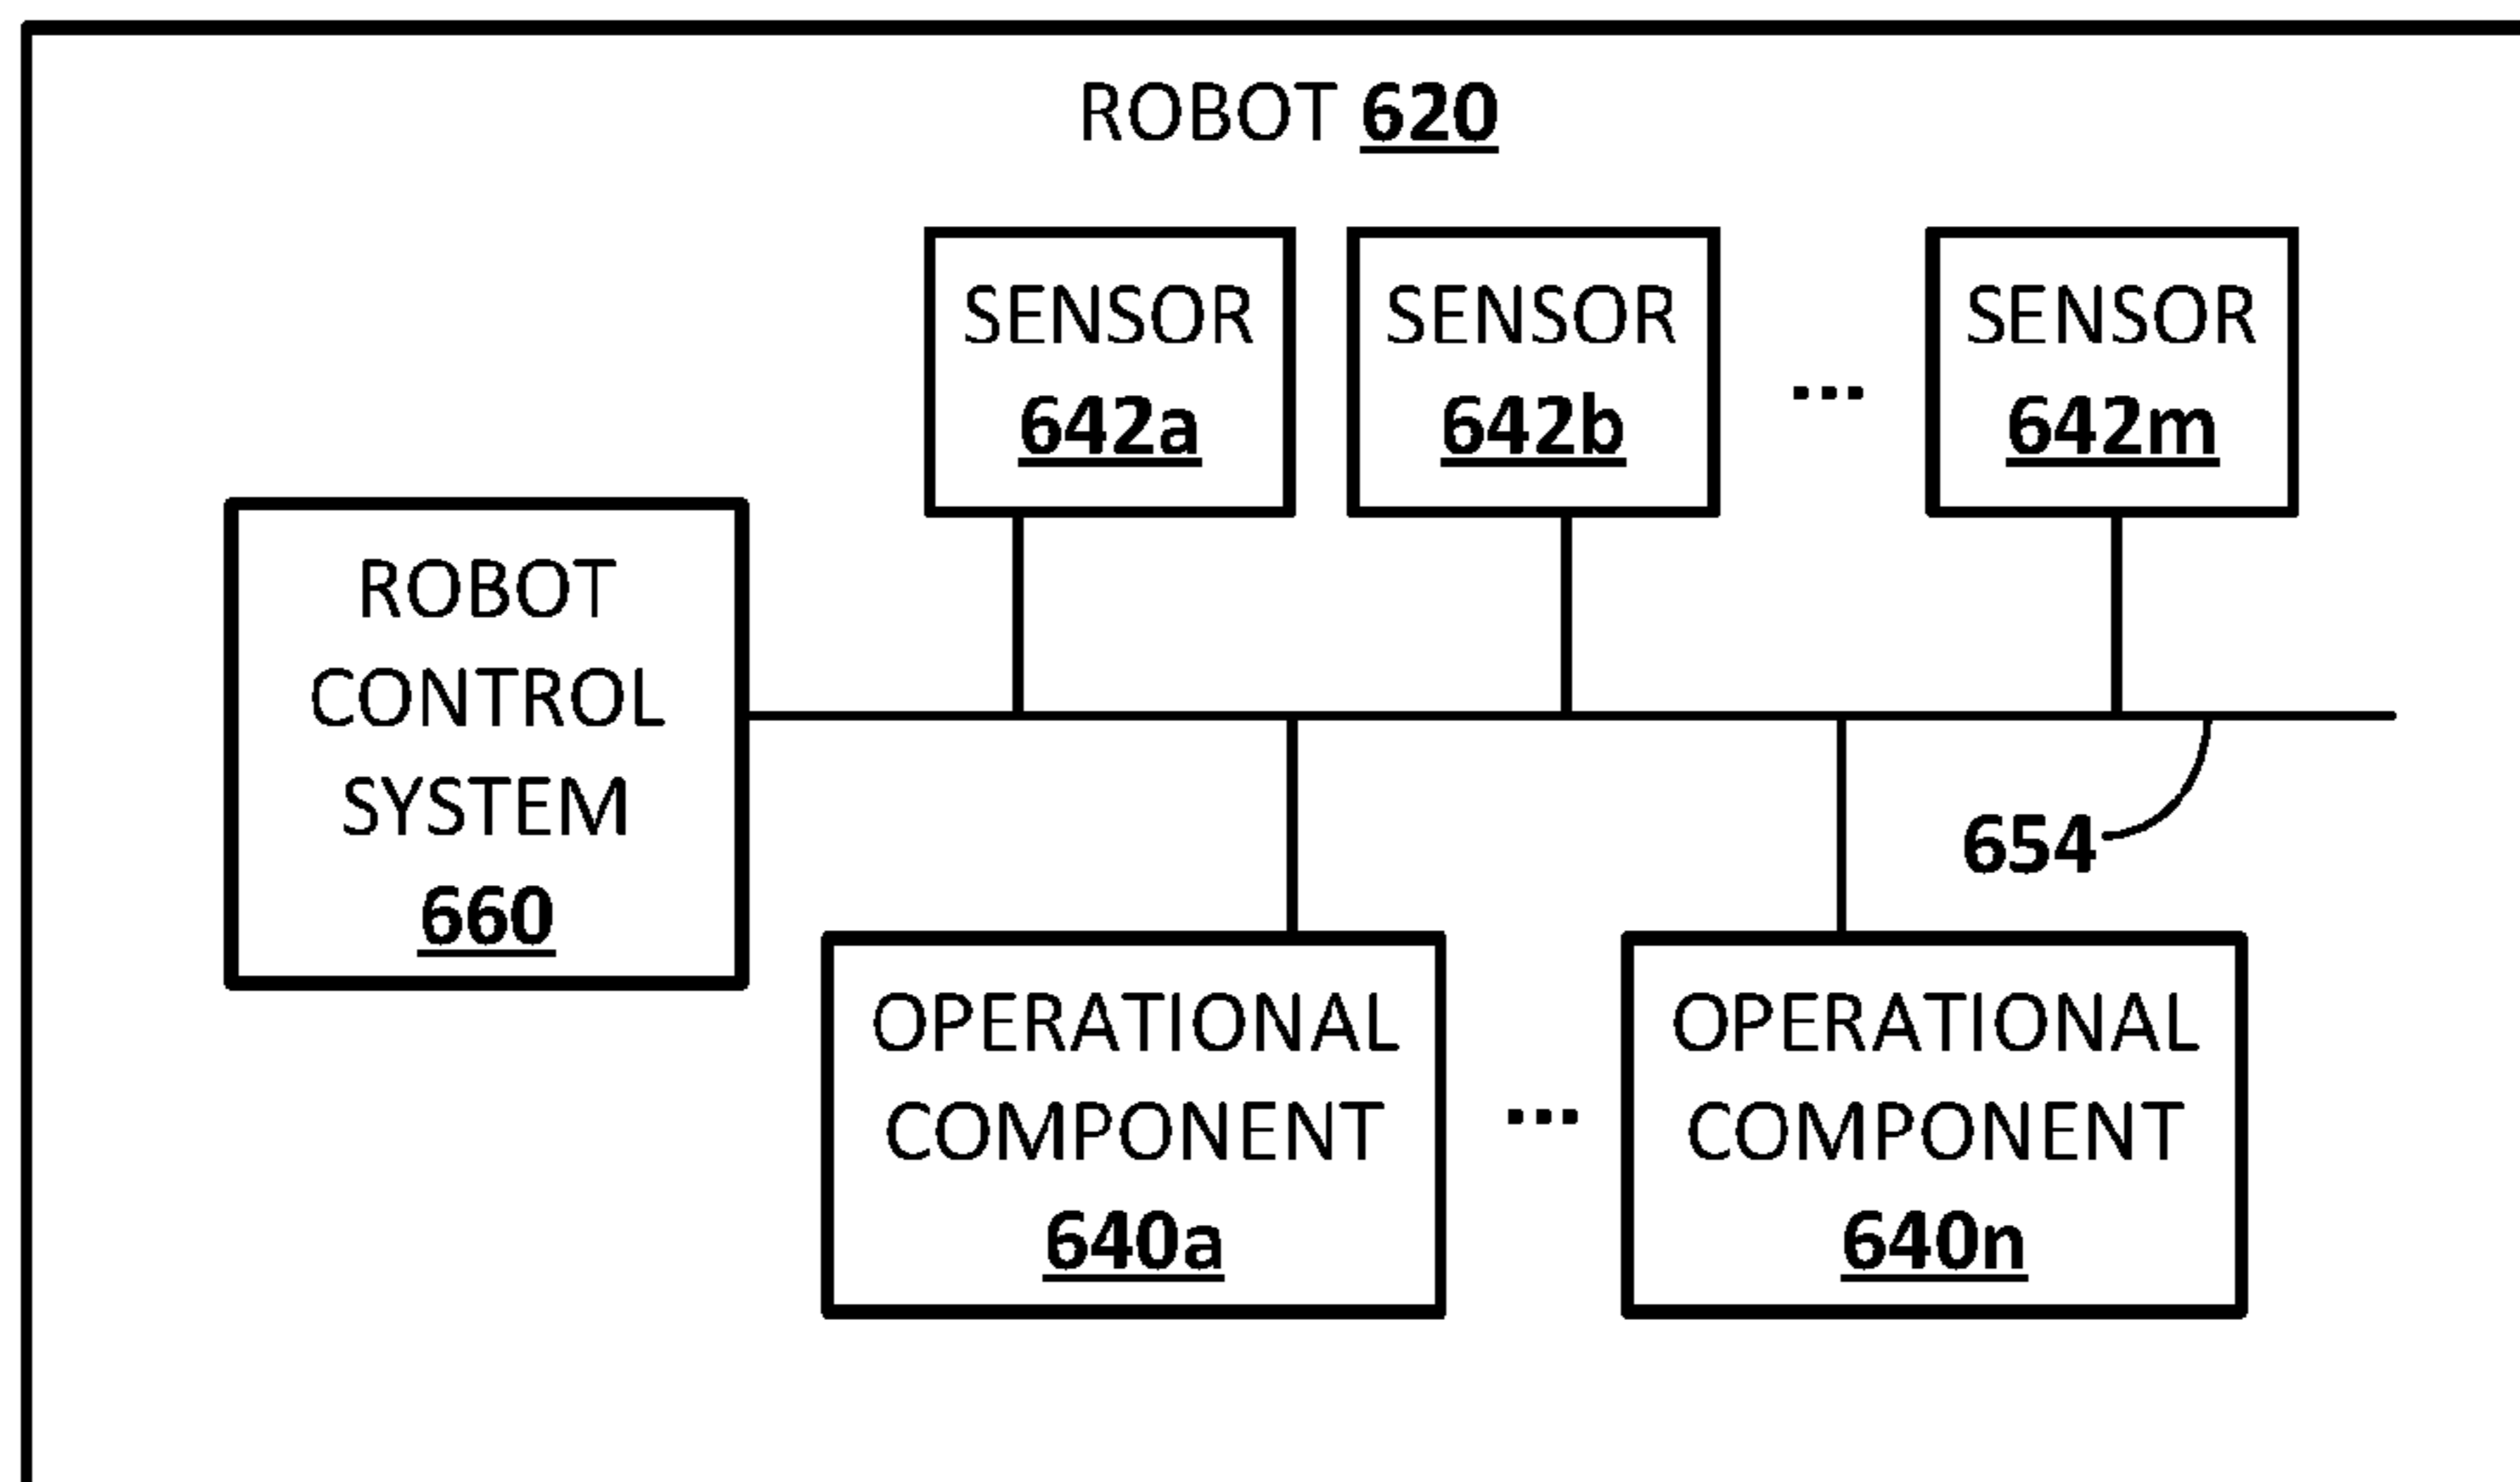 ROBOT 620
SENSOR
642a
SENSOR
642b
...
SENSOR
642m
ROBOT
CONTROL
SYSTEM
660
654
OPERATIONAL
COMPONENT
640a
...
OPERATIONAL
COMPONENT
640n